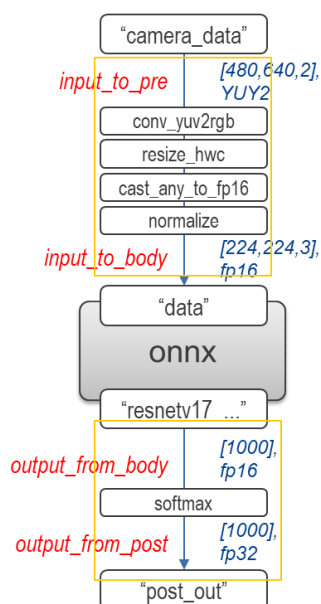 “camera_data”
input_to_pre
[480,640,2],
YUY2
conv_yuv2rgb
resize_hwc
cast_any_to_fp16
normalize
input_to_body
[224,224,3],
fp16
“data”
onnx
“resnetv17_...”
output_from_body
[1000],
fp16
softmax
output_from_post
[1000],
fp32
“post_out”